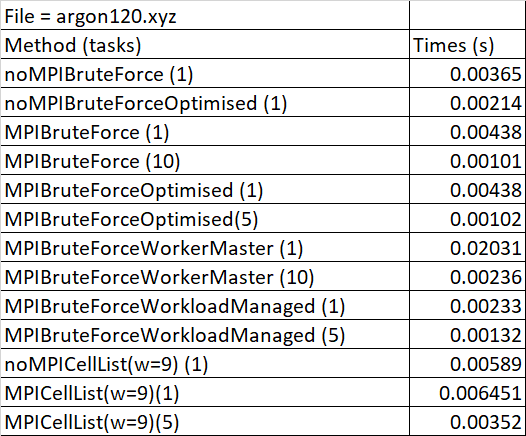 File = argon120.xyz
Method (tasks) Times (s)
noMPIBruteForce (1) 0.00365
noMPIBruteForceOptimised (1) 0.00214
MPIBruteForce (1) 0.00438
MPIBruteForce (10) 0.00101
MPIBruteForceOptimised (1) 0.00438
MPIBruteForceOptimised(5) 0.00102
MPIBruteForceWorkerMaster (1) 0.02031
MPIBruteForceWorkerMaster (10) 0.00236
MPIBruteForceWorkloadManaged (1) 0.00233
MPIBruteForceWorkloadManaged (5) 0.00132
noMPICellList(w=9) (1) 0.00589
MPICellList(w=9)(1) 0.006451
MPICellList(w=9)(5) 0.00352